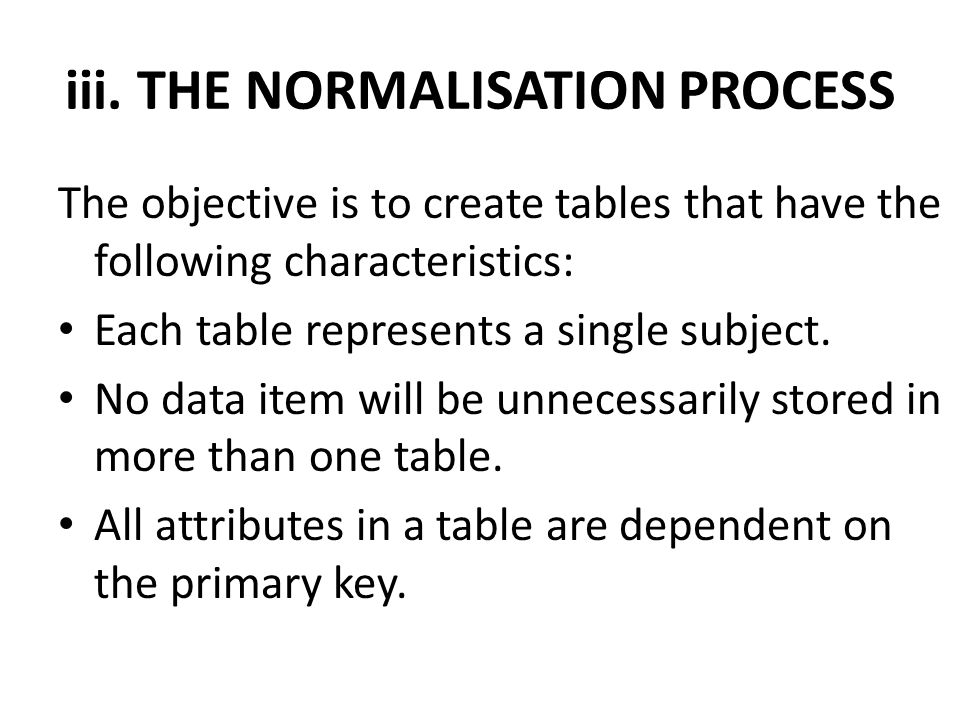 iii. THE NORMALISATION PROCESS
The objective is to create tables that have the
following characteristics:
• Each table represents a single subject.
• No data item will be unnecessarily stored in
more than one table.
• All attributes in a table are dependent on
the primary key.